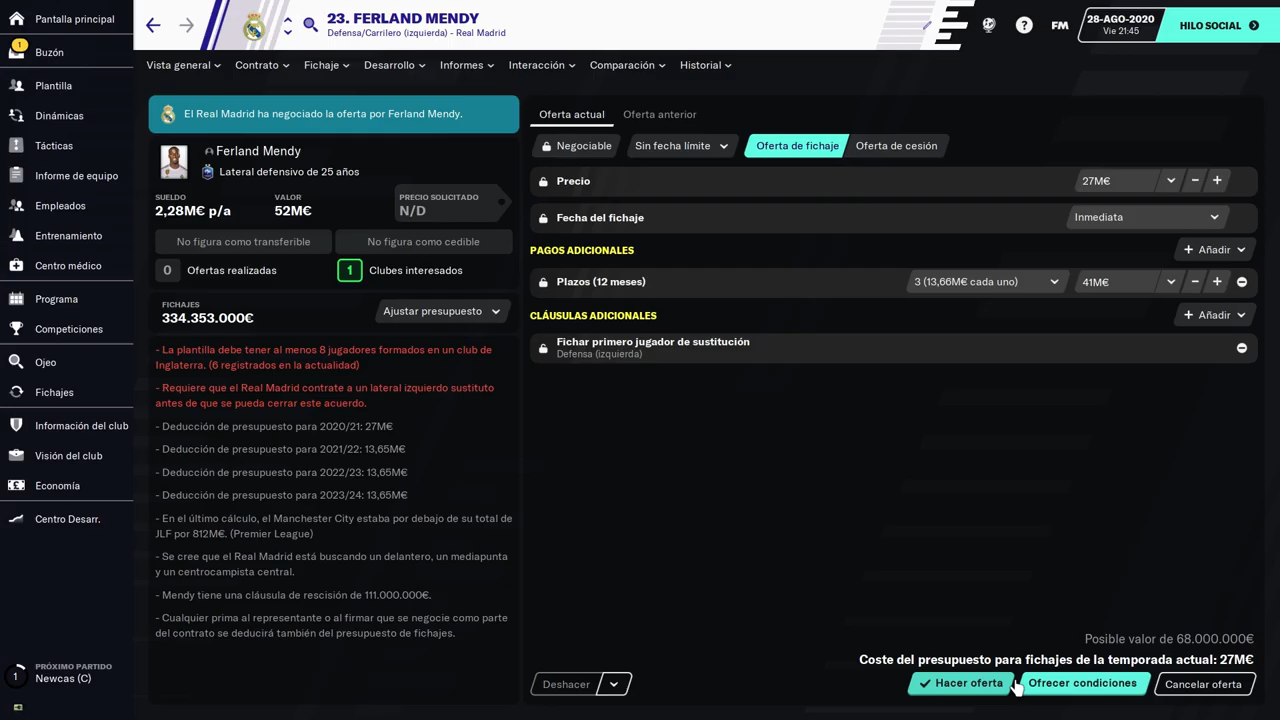 Pantalla principal
1
Buzón
Plantilla
Dinámicas
Tácticas
Informe de equipo
Empleados
Entrenamiento
Centro médico
Programa
Competiciones
Ojeo
Fichajes
Información del club
Visión del club
Economía
Centro Desarr.
1
PRÓXIMO PARTIDO
Newcas (C)
23. FERLAND MENDY
Defensa/Carrilero (izquierda) - Real Madrid
?
FM
28-AGO-2020
Vie 21:45
HILO SOCIAL
Vista general
Contrato
Fichaje
Desarrollo
Informes
Interacción
Comparación
Historial
El Real Madrid ha negociado la oferta por Ferland Mendy.
Ferland Mendy
Lateral defensivo de 25 años
SUELDO
2,28M€ p/a
VALOR
52M€
PRECIO SOLICITADO
N/D
No figura como transferible
No figura como cedible
0 Ofertas realizadas
1 Clubes interesados
FICHAJES
334.353.000€
Ajustar presupuesto
- La plantilla debe tener al menos 8 jugadores formados en un club de
Inglaterra. (6 registrados en la actualidad)
- Requiere que el Real Madrid contrate a un lateral izquierdo sustituto
antes de que se pueda cerrar este acuerdo.
- Deducción de presupuesto para 2020/21: 27M€
- Deducción de presupuesto para 2021/22: 13,65M€
- Deducción de presupuesto para 2022/23: 13,65M€
- Deducción de presupuesto para 2023/24: 13,65M€
- En el último cálculo, el Manchester City estaba por debajo de su total de
JLF por 812M€. (Premier League)
- Se cree que el Real Madrid está buscando un delantero, un mediapunta
y un centrocampista central.
- Mendy tiene una cláusula de rescisión de 111.000.000€.
- Cualquier prima al representante o al firmar que se negocie como parte
del contrato se deducirá también del presupuesto de fichajes.
Oferta actual
Oferta anterior
Negociable
Sin fecha límite
Oferta de fichaje
Oferta de cesión
Precio
27M€
Fecha del fichaje
Inmediata
PAGOS ADICIONALES
Añadir
Plazos (12 meses)
3 (13,66M€ cada uno)
41M€
CLÁUSULAS ADICIONALES
Añadir
Fichar primero jugador de sustitución
Defensa (izquierda)
Posible valor de 68.000.000€
Coste del presupuesto para fichajes de la temporada actual: 27M€
Deshacer
Hacer oferta
Ofrecer condiciones
Cancelar oferta